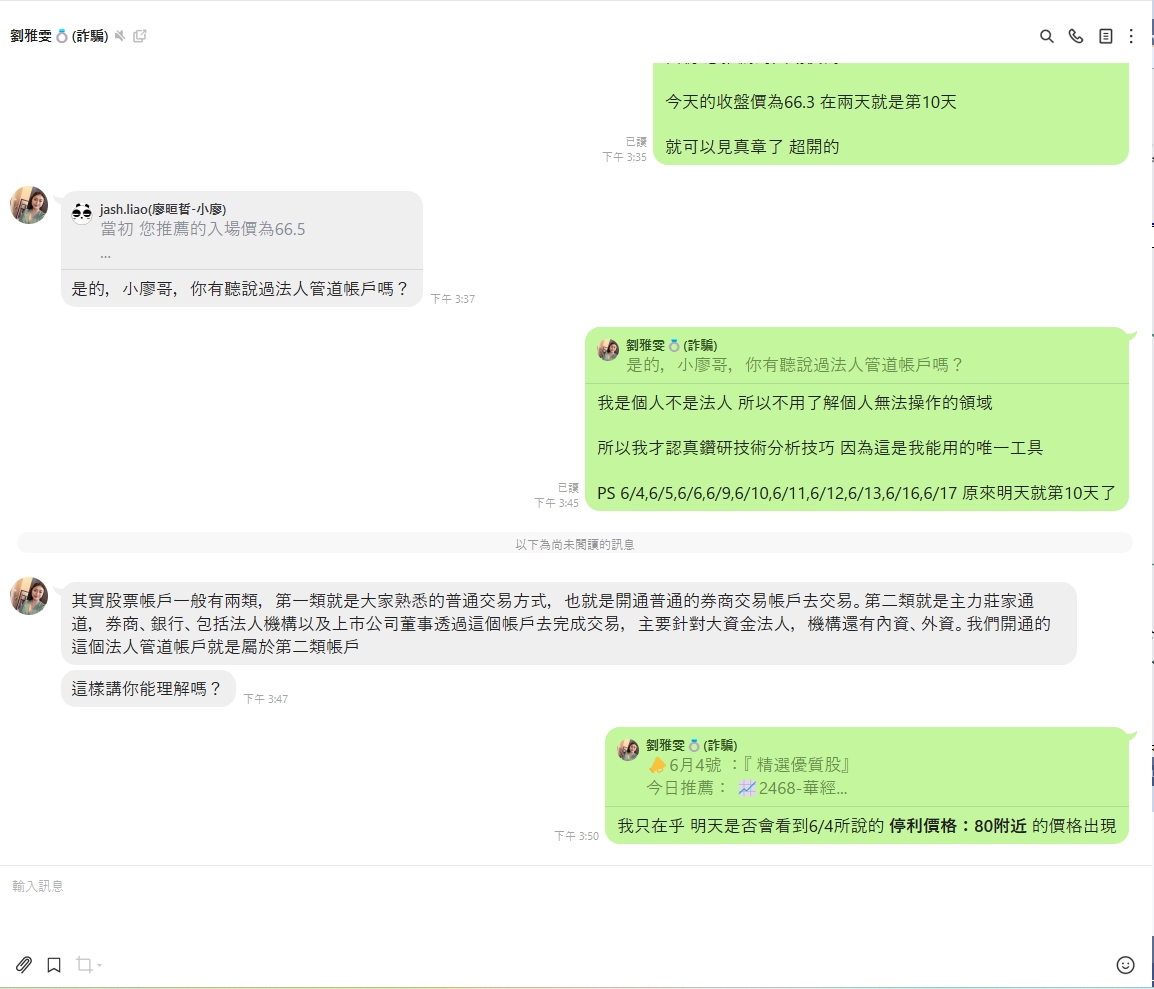 劉雅雯💍(詐騙)
今天的收盤價為66.3 在兩天就是第10天
就可以見真章了 超開的
已讀
下午 3:35
jash.liao(廖晅晢-小廖)
當初 您推薦的入場價為66.5
...
是的，小廖哥，你有聽說過法人管道帳戶嗎？
下午 3:37
劉雅雯💍(詐騙)
是的，小廖哥，你有聽說過法人管道帳戶嗎？
我是個人不是法人 所以不用了解個人無法操作的領域
所以我才認真鑽研技術分析技巧 因為這是我能用的唯一工具
PS 6/4,6/5,6/6,6/9,6/10,6/11,6/12,6/13,6/16,6/17 原來明天就第10天了
已讀
下午 3:45
以下為尚未閱讀的訊息
其實股票帳戶一般有兩類，第一類就是大家熟悉的普通交易方式，也就是開通普通的券商交易帳戶去交易。第二類就是主力莊家通
道，券商、銀行、包括法人機構以及上市公司董事透過這個帳戶去完成交易，主要針對大資金法人，機構還有內資、外資。我們開通的
這個法人管道帳戶就是屬於第二類帳戶
這樣講你能理解嗎？
下午 3:47
劉雅雯💍(詐騙)
📣6月4號 ：『 精選優質股』
今日推薦： 📈2468-華經...
我只在乎 明天是否會看到6/4所說的 停利價格：80附近 的價格出現
下午 3:50
輸入訊息